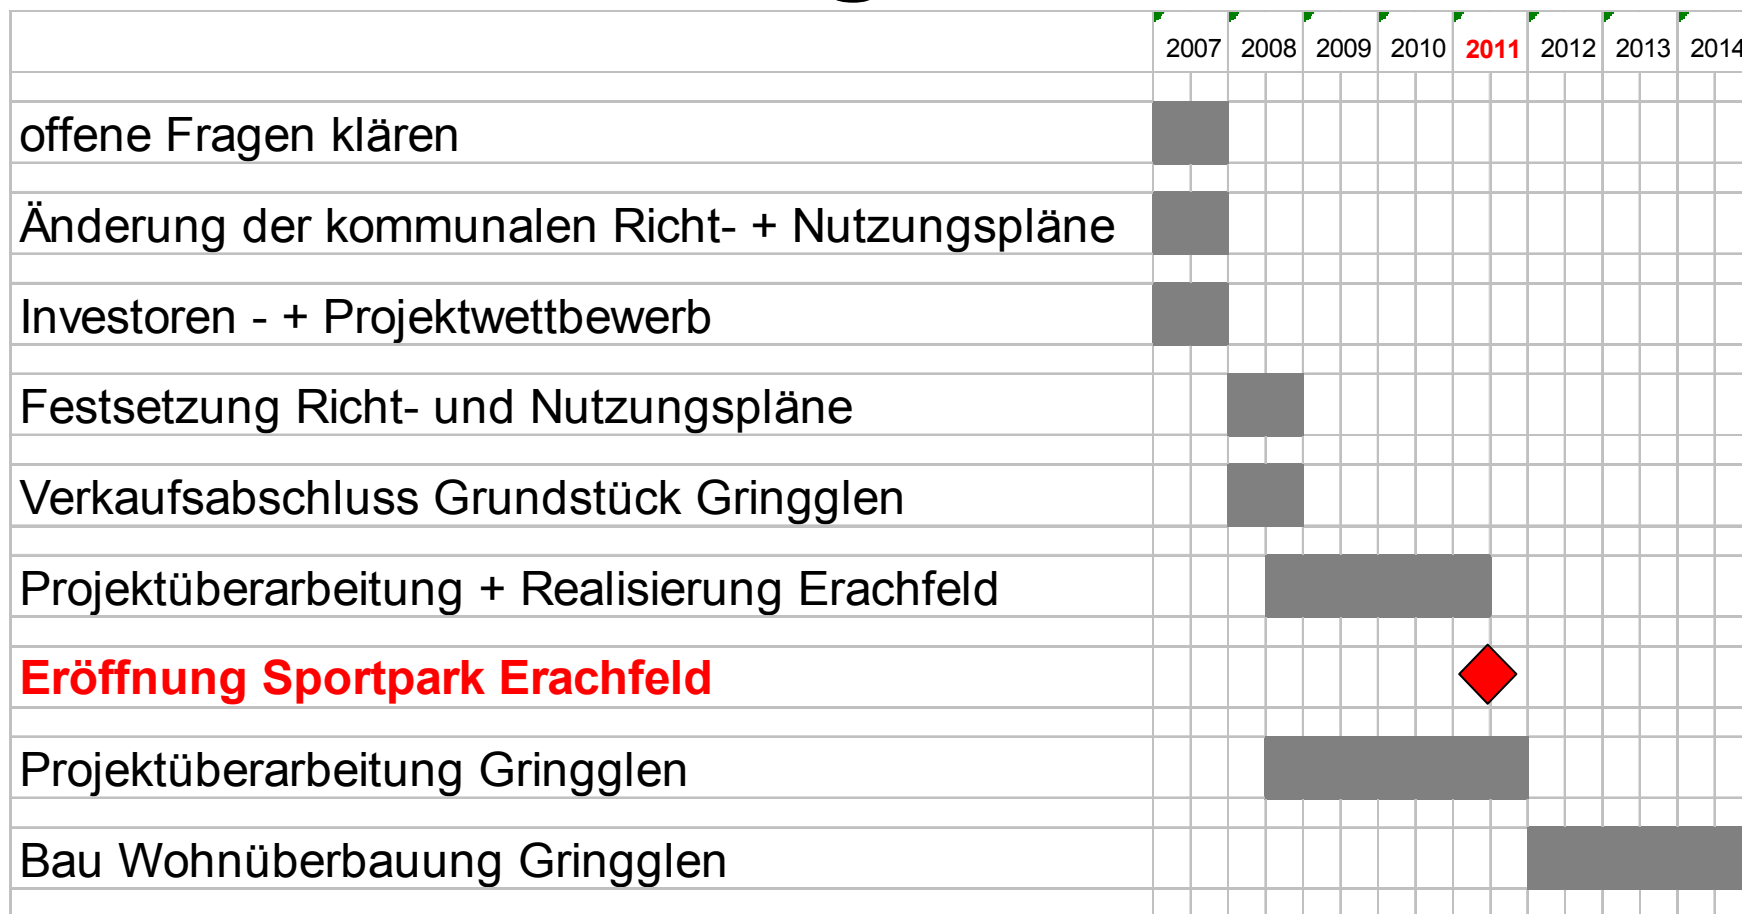 2007 2008 2009 2010 2011 2012 2013 2014
offene Fragen klären
Änderung der kommunalen Richt- + Nutzungspläne
Investoren - + Projektwettbewerb
Festsetzung Richt- und Nutzungspläne
Verkaufsabschluss Grundstück Gringglen
Projektüberarbeitung + Realisierung Erachfeld
Eröffnung Sportpark Erachfeld
Projektüberarbeitung Gringglen
Bau Wohnüberbauung Gringglen